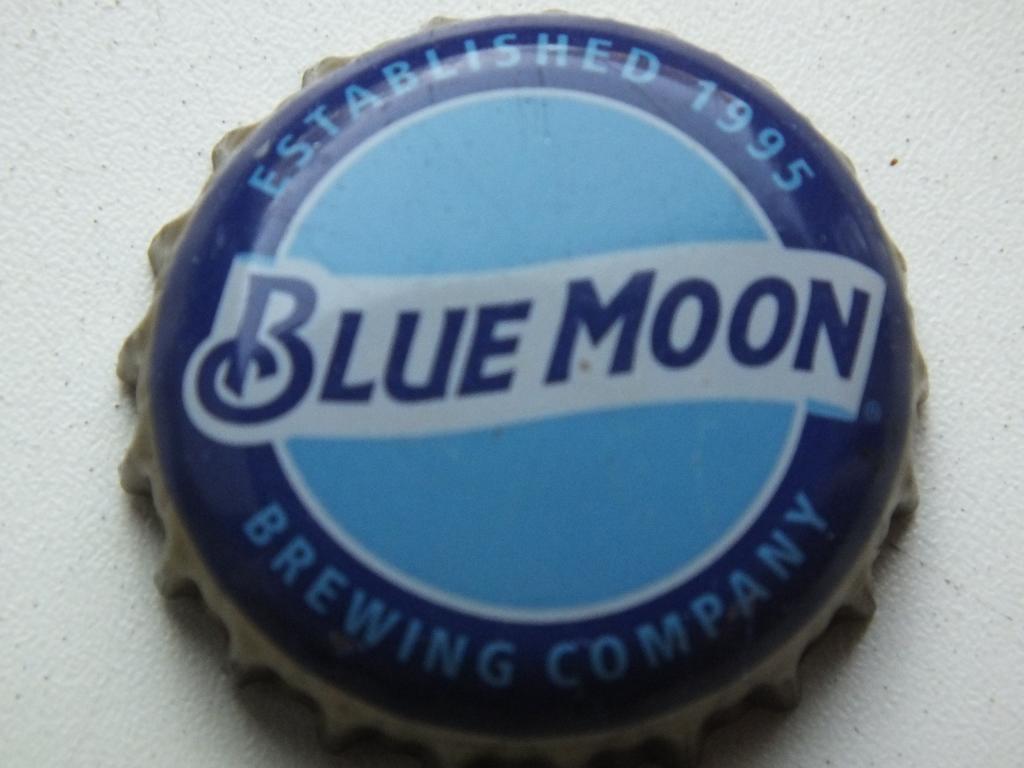 ESTABLISHED 1995
BLUE MOON®
BREWING COMPANY